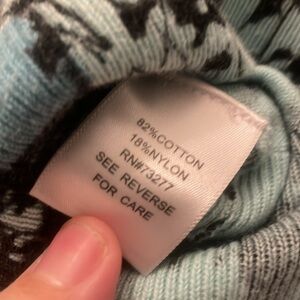 82%COTTON
18%NYLON
RN#73277
SEE REVERSE
FOR CARE